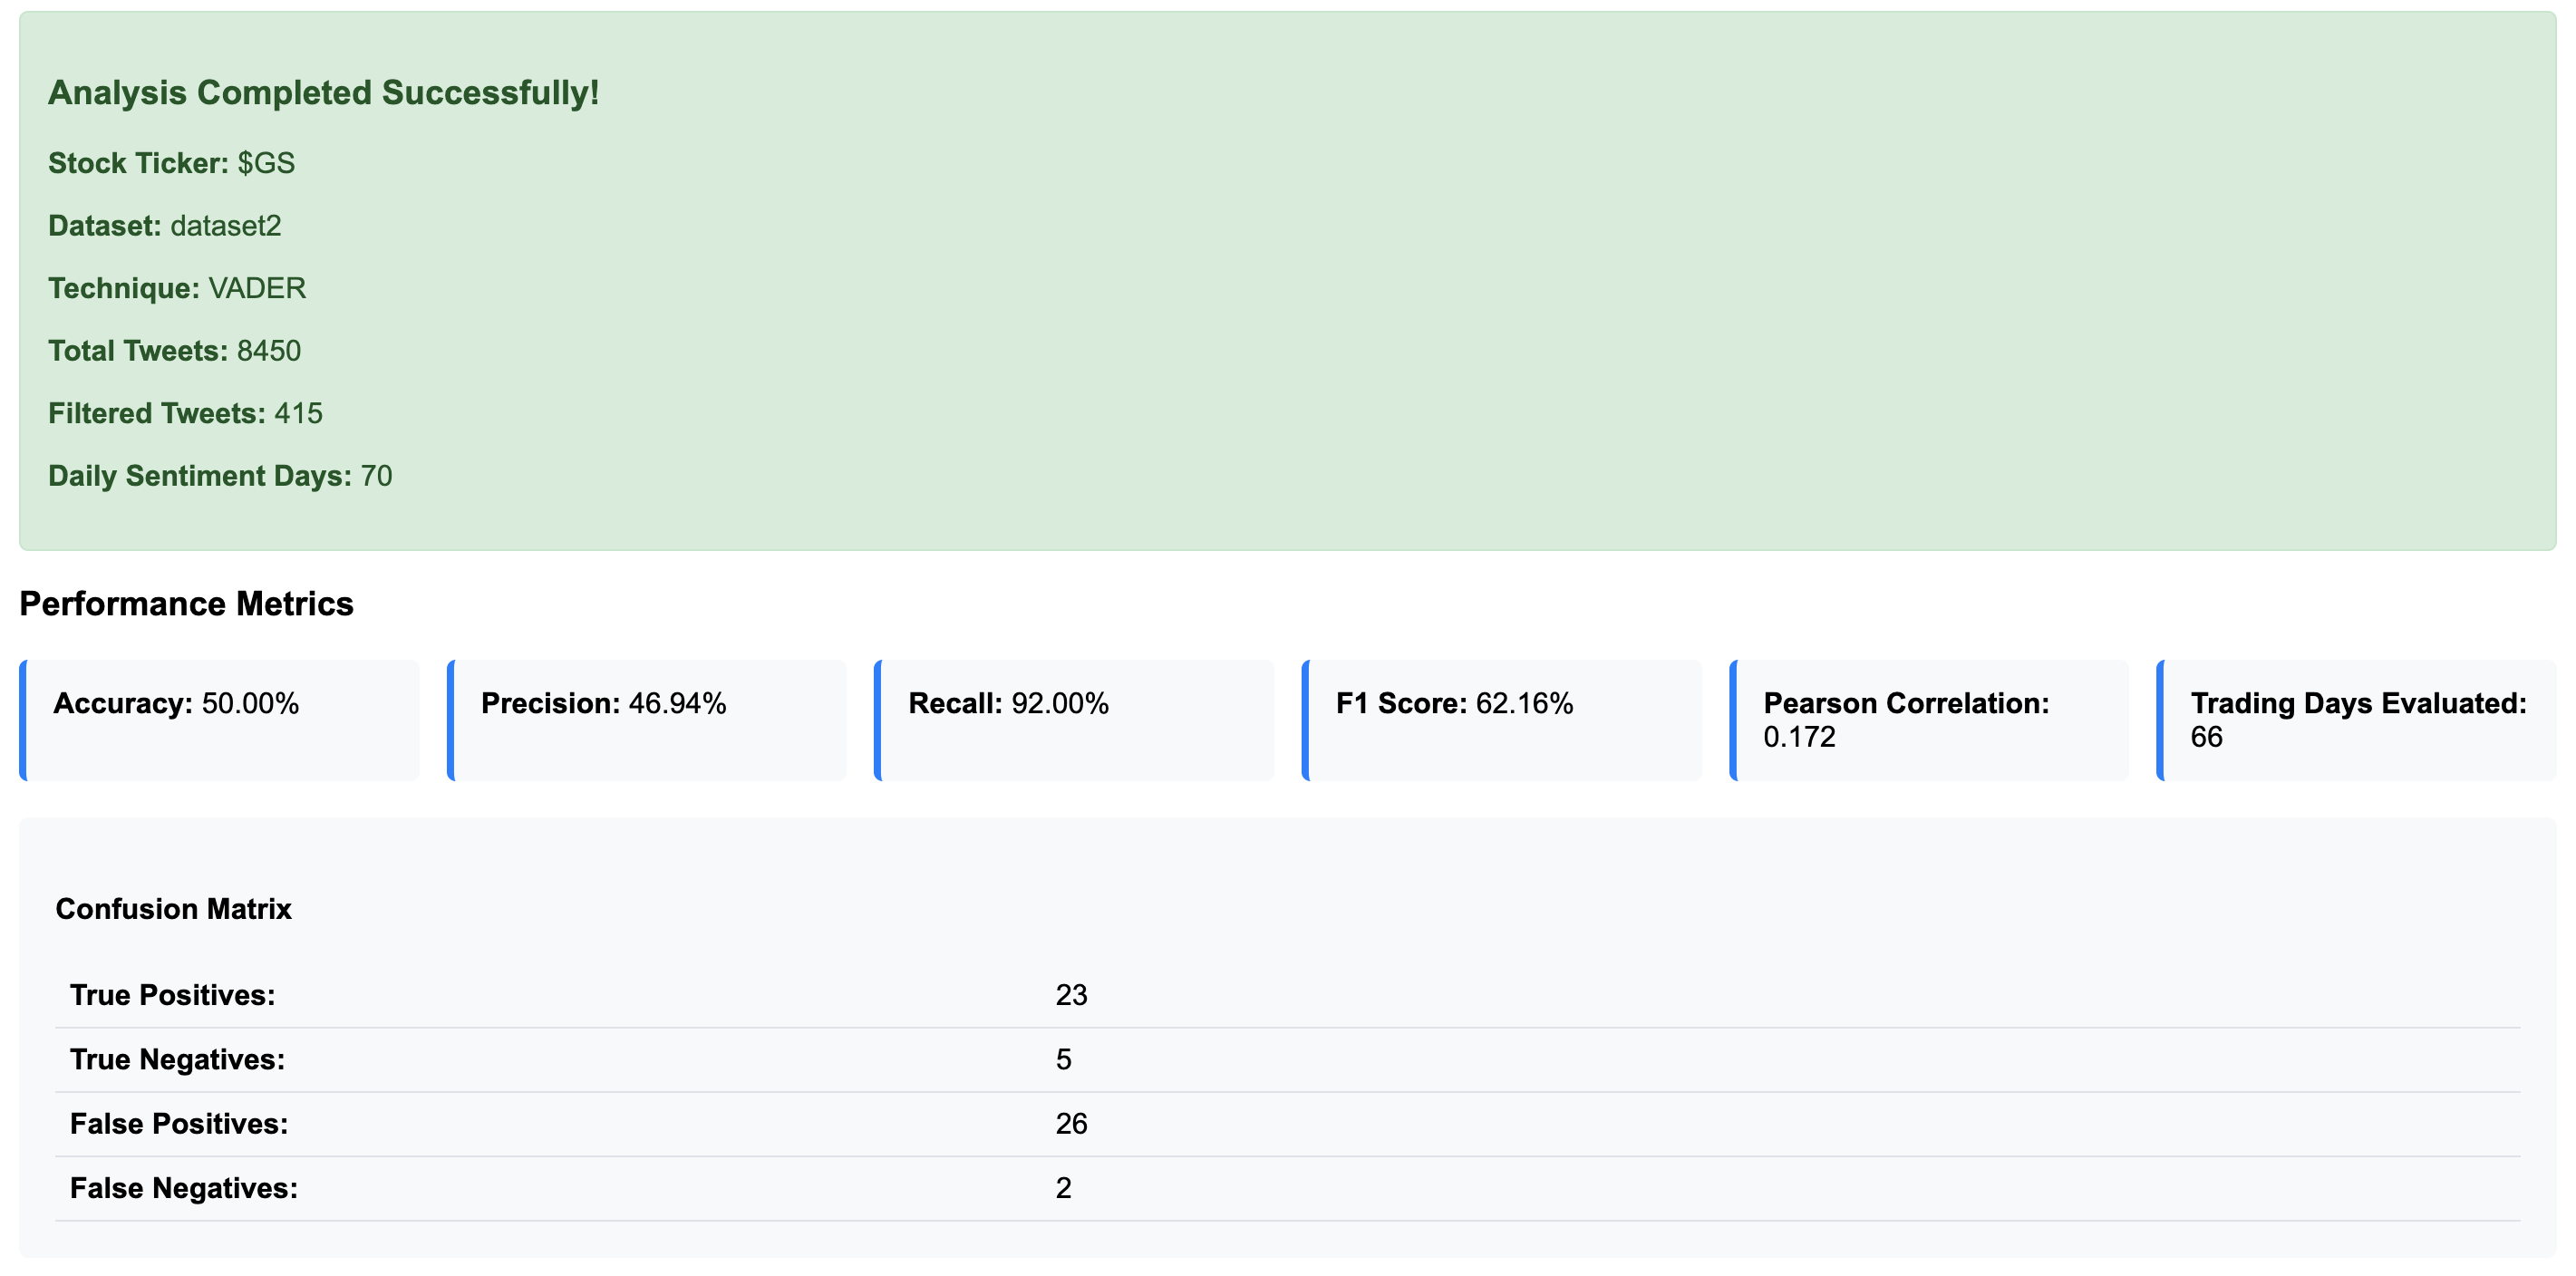 Analysis Completed Successfully!
Stock Ticker: $GS
Dataset: dataset2
Technique: VADER
Total Tweets: 8450
Filtered Tweets: 415
Daily Sentiment Days: 70
Performance Metrics
Accuracy: 50.00%
Precision: 46.94%
Recall: 92.00%
F1 Score: 62.16%
Pearson Correlation:
0.172
Trading Days Evaluated:
66
Confusion Matrix
True Positives: 23
True Negatives: 5
False Positives: 26
False Negatives: 2